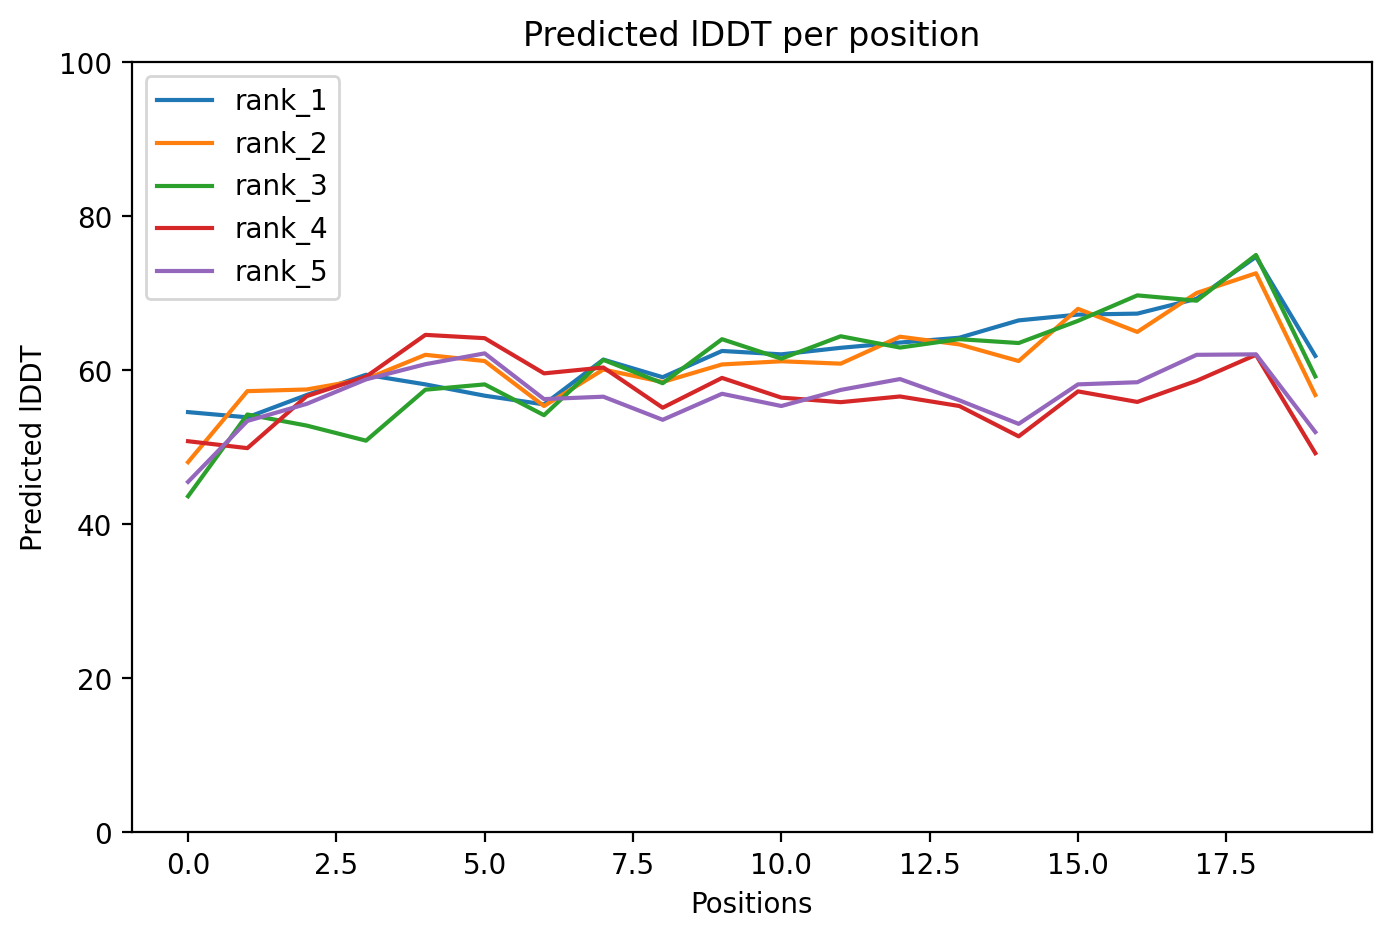 Predicted lDDT per position
100
80
60
40
20
0
Predicted lDDT
rank_1
rank_2
rank_3
rank_4
rank_5
0.0 2.5 5.0 7.5 10.0 12.5 15.0 17.5
Positions